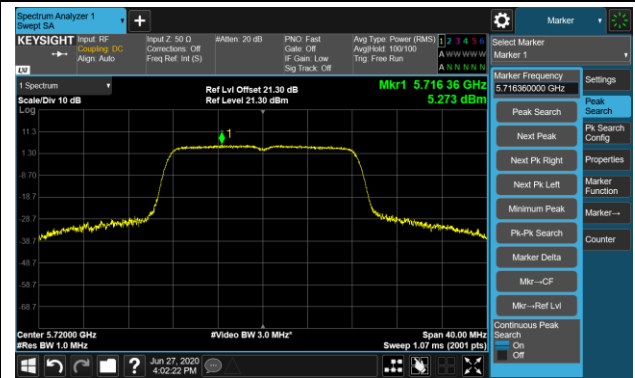 Spectrum Analyzer 1
Swept SA
+
Marker
KEYSIGHT
Input: RF
Coupling: DC
Align: Auto
Input Z: 50 Ω
Corrections: Off
Freq Ref: Int (S)
#Atten: 20 dB
PNO: Fast
Gate: Off
IF Gain: Low
Sig Track: Off
Avg Type: Power (RMS)
Avg|Hold: 100/100
Trig: Free Run
1 2 3 4 5 6
A W W W W W
A N N N N N
LXI
Select Marker
Marker 1
1 Spectrum
Scale/Div 10 dB
Log
Ref Lvl Offset 21.30 dB
Ref Level 21.30 dBm
Mkr1 5.716 36 GHz
5.273 dBm
11.3
1.30
-8.70
-18.7
-28.7
-38.7
-48.7
-58.7
-68.7
1
Center 5.72000 GHz
#Res BW 1.0 MHz
#Video BW 3.0 MHz*
Span 40.00 MHz
Sweep 1.07 ms (2001 pts)
Marker Frequency
5.716360000 GHz
Peak Search
Next Peak
Next Pk Right
Next Pk Left
Minimum Peak
Pk-Pk Search
Marker Delta
Mkr→CF
Mkr→Ref Lvl
Continuous Peak
Search
On
Off
Settings
Peak
Search
Pk Search
Config
Properties
Marker
Function
Marker→
Counter
?
Jun 27, 2020
4:02:22 PM